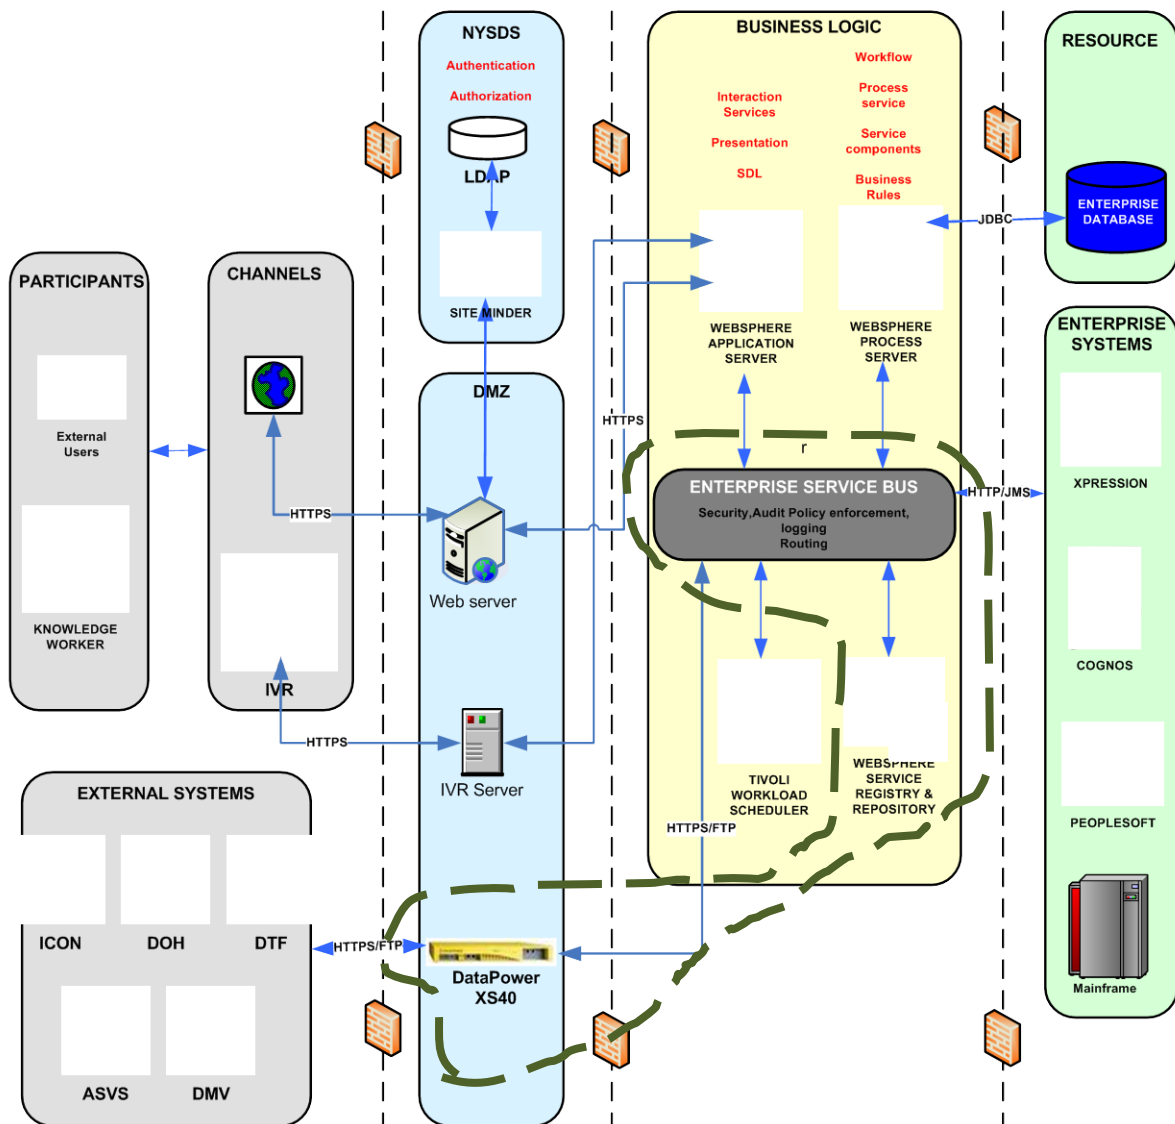 NYSDS
Authentication
Authorization
LDAP
SITE MINDER
BUSINESS LOGIC
Workflow
Process
service
Interaction
Services
Presentation
Service
components
SDL
Business
Rules
WEBSPHERE
APPLICATION
SERVER
WEBSPHERE
PROCESS
SERVER
RESOURCE
JDBC
ENTERPRISE
DATABASE
PARTICIPANTS
External
Users
KNOWLEDGE
WORKER
CHANNELS
HTTPS
IVR
HTTPS
DMZ
Web server
IVR Server
HTTPS
r
ENTERPRISE SERVICE BUS
Security,Audit Policy enforcement,
logging
Routing
HTTP/JMS
TIVOLI
WORKLOAD
SCHEDULER
WEBSPHERE
SERVICE
REGISTRY &
REPOSITORY
HTTPS/FTP
ENTERPRISE
SYSTEMS
XPRESSION
COGNOS
PEOPLESOFT
Mainframe
EXTERNAL SYSTEMS
ICON
DOH
DTF
HTTPS/FTP
ASVS
DMV
DataPower
XS40